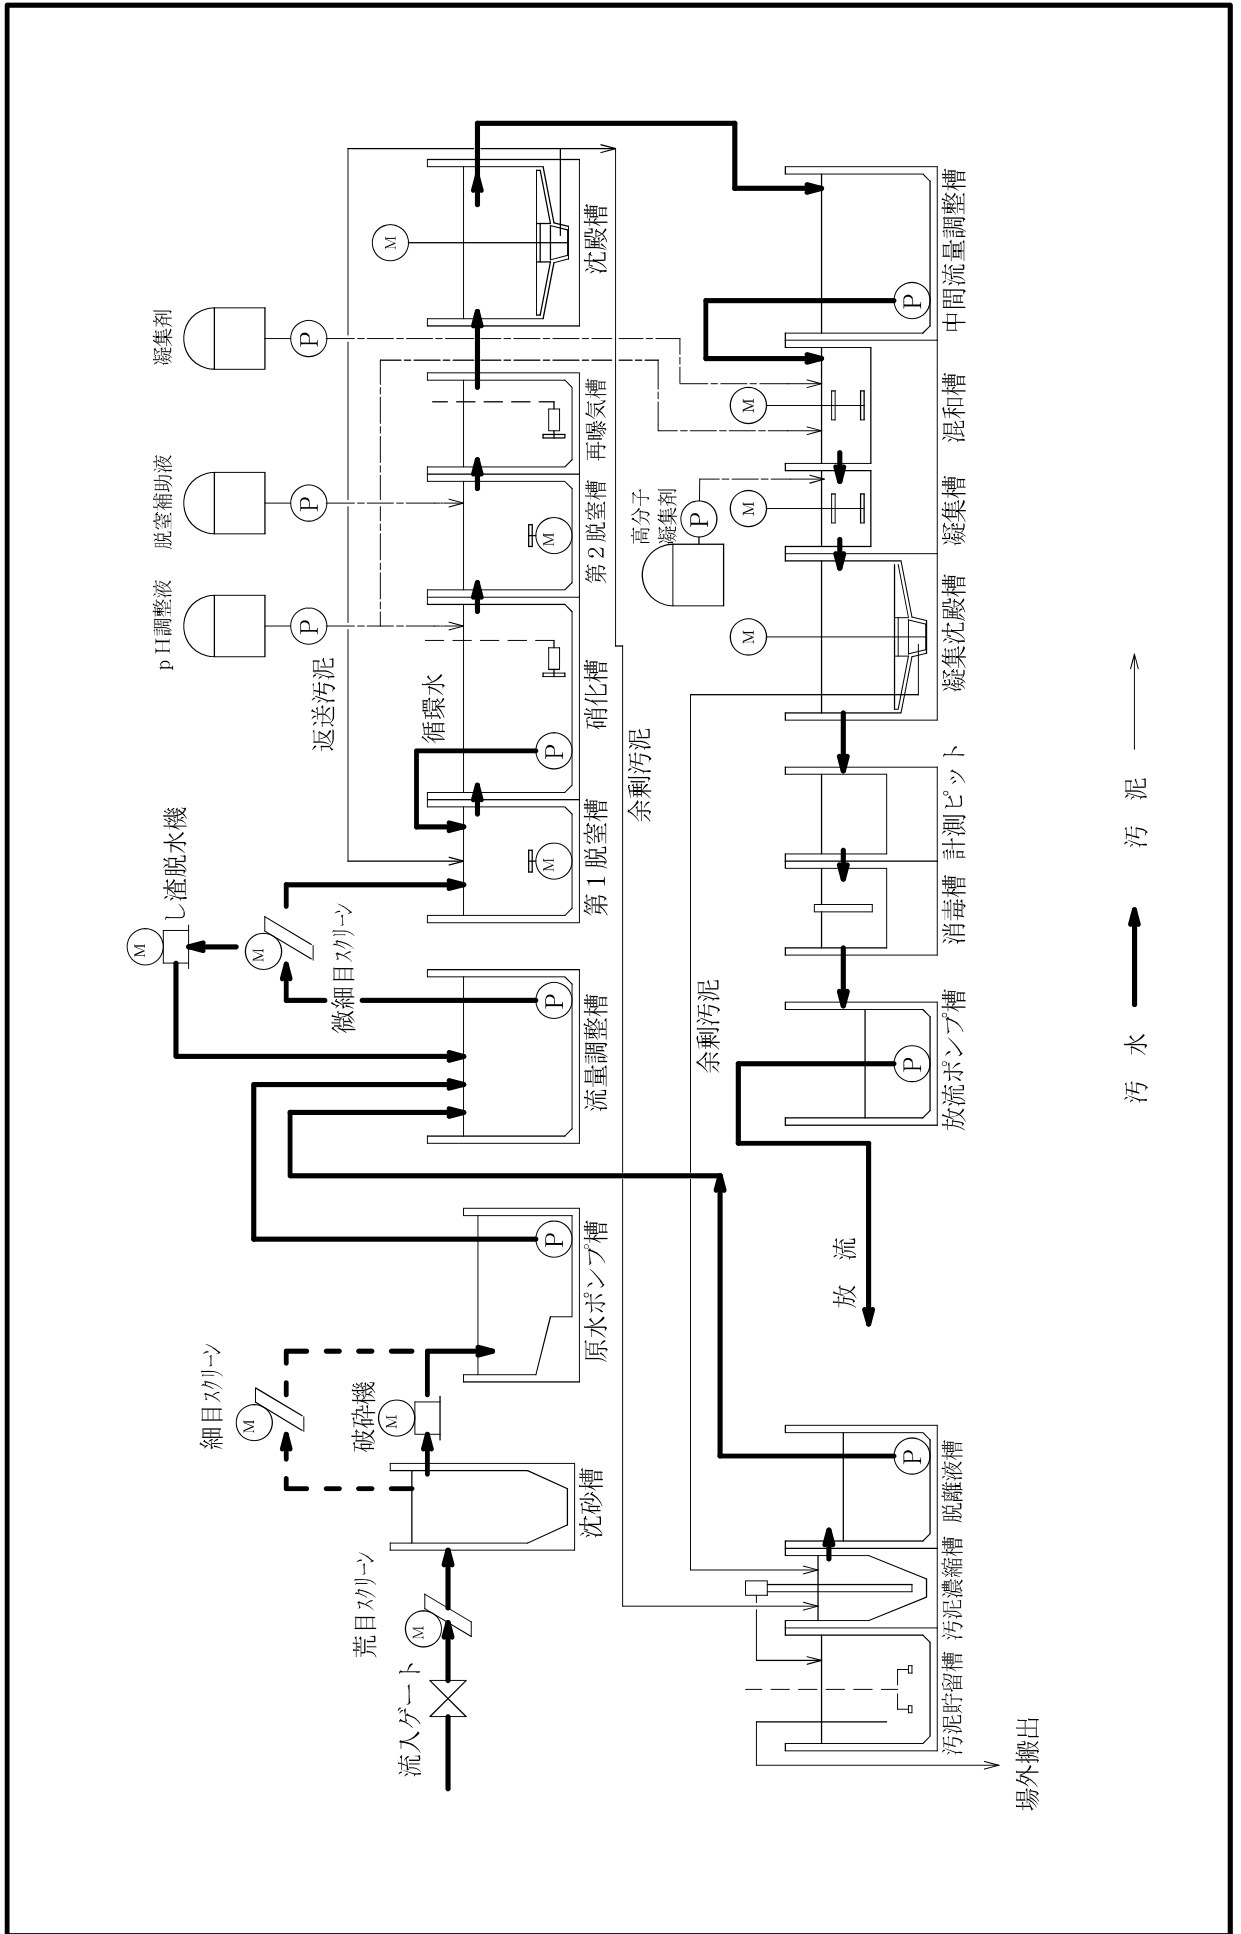 凝集剤
脱窒補助液
pH調整液
P
P
P
返送汚泥
循環水
し渣脱水機
M
M
微細目スクリーン
細目スクリーン
M
破砕機
M
荒目スクリーン
M
流入ゲート
沈砂槽
原水ポンプ槽
P
流量調整槽
P
第1脱窒槽
M
硝化槽
P
第2脱窒槽
M
再曝気槽
沈殿槽
M
余剰汚泥
高分子
凝集剤
P
中間流量調整槽
P
混和槽
M
凝集槽
M
凝集沈殿槽
M
計測ピット
消毒槽
余剰汚泥
放流ポンプ槽
P
放流
脱離液槽
P
汚泥濃縮槽
汚泥貯留槽
場外搬出
汚水
汚泥